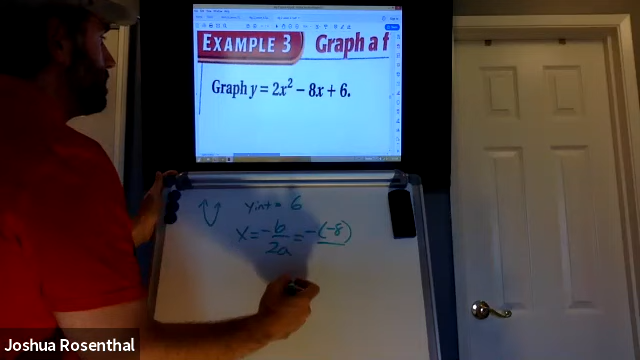 EXAMPLE 3 Graph a f
Graph y = 2x² − 8x + 6.
y int = 6
x = -b/2a = -(-8)
Joshua Rosenthal